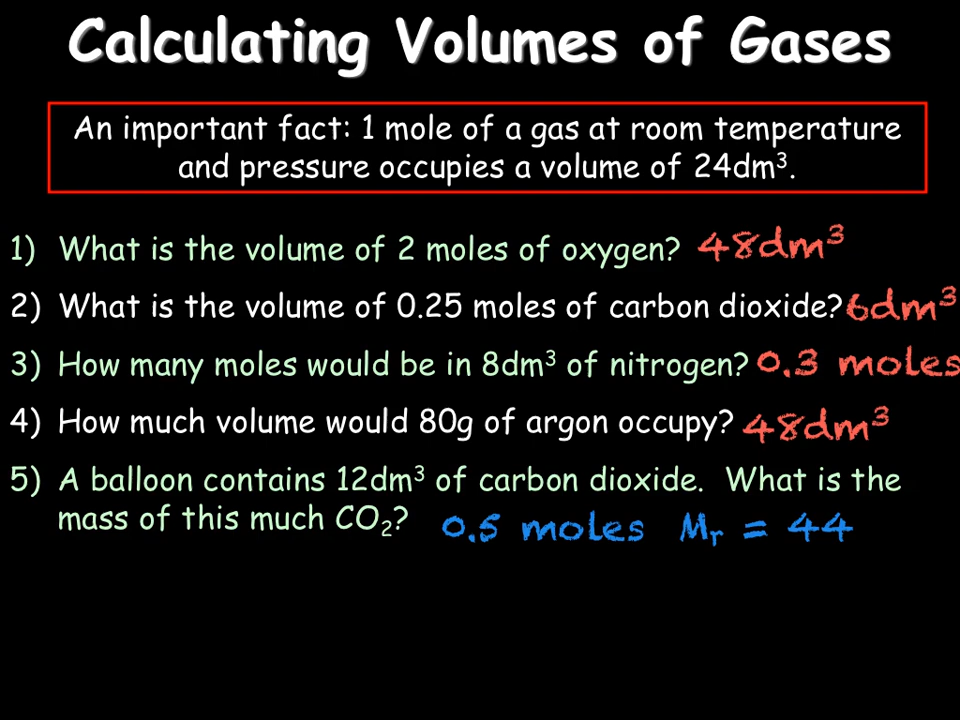 Calculating Volumes of Gases
An important fact: 1 mole of a gas at room temperature
and pressure occupies a volume of 24dm³.
1) What is the volume of 2 moles of oxygen? 48dm³
2) What is the volume of 0.25 moles of carbon dioxide? 6dm³
3) How many moles would be in 8dm³ of nitrogen? 0.3 moles
4) How much volume would 80g of argon occupy? 48dm³
5) A balloon contains 12dm³ of carbon dioxide. What is the
mass of this much CO₂? 0.5 moles Mᵣ = 44